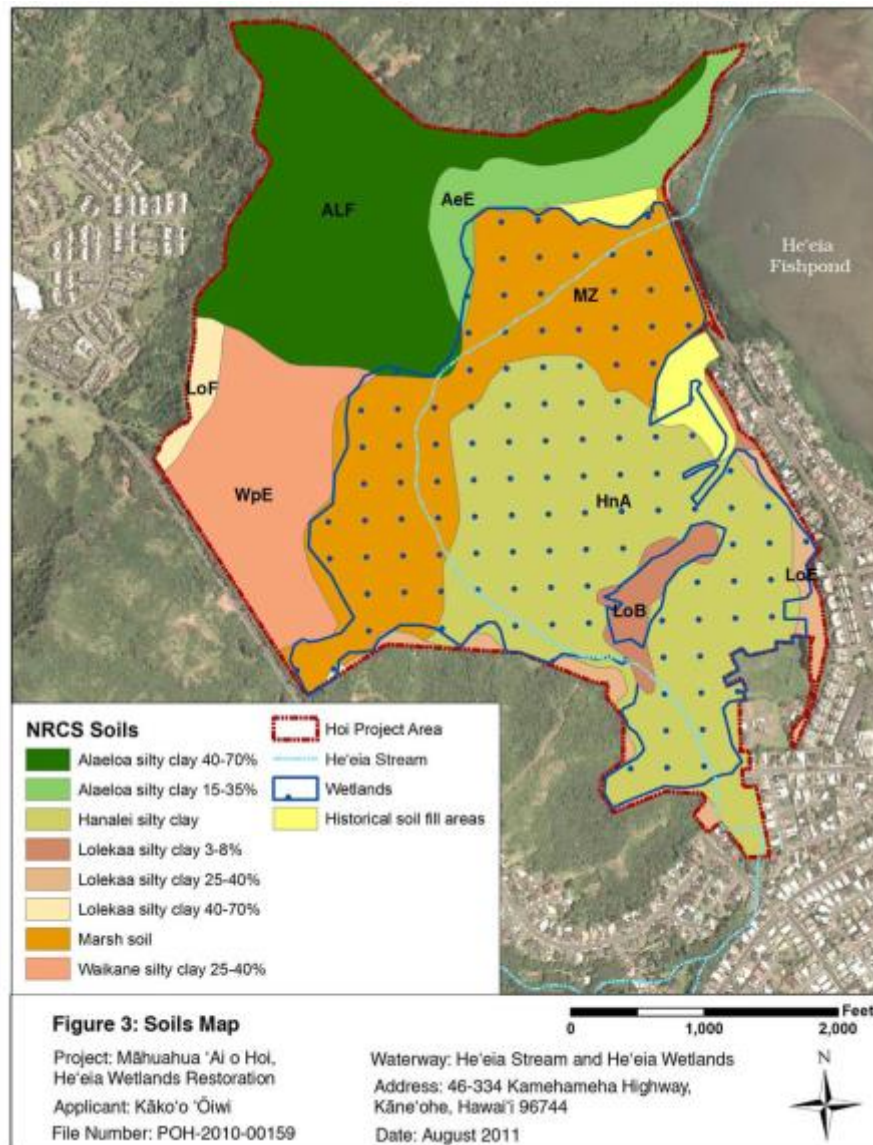 He'eia
Fishpond
ALF
AeE
MZ
LoF
WpE
HnA
LoE
LoB
NRCS Soils
Alaeloa silty clay 40-70%
Alaeloa silty clay 15-35%
Hanalei silty clay
Lolekaa silty clay 3-8%
Lolekaa silty clay 25-40%
Lolekaa silty clay 40-70%
Marsh soil
Waikane silty clay 25-40%
Hoi Project Area
He'eia Stream
Wetlands
Historical soil fill areas
Figure 3: Soils Map
Project: Māhuahua ‘Ai o Hoi,
He‘eia Wetlands Restoration
Applicant: Kāko‘o ‘Ōiwi
File Number: POH-2010-00159
Feet
0 1,000 2,000
Waterway: He‘eia Stream and He‘eia Wetlands
Address: 46-334 Kamehameha Highway,
Kāne‘ohe, Hawai‘i 96744
Date: August 2011
N